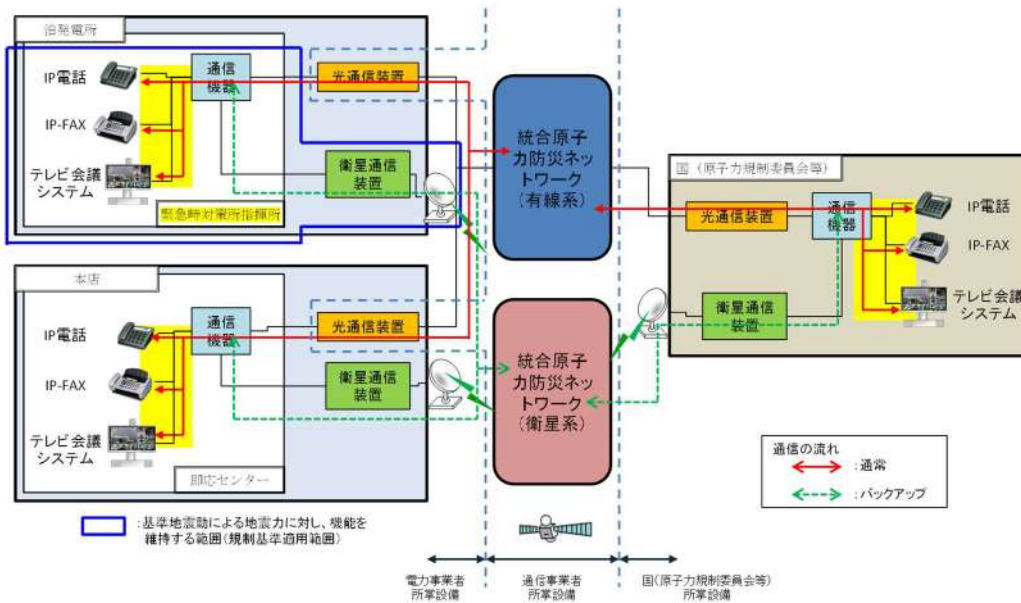 泊発電所
IP電話
IP-FAX
テレビ会議
システム
通信
機器
光通信装置
衛星通信
装置
緊急時対策所指揮所
本店
IP電話
IP-FAX
テレビ会議
システム
通信
機器
光通信装置
衛星通信
装置
即応センター
統合原子
力防災ネッ
トワーク
(有線系)
統合原子
力防災ネッ
トワーク
(衛星系)
国(原子力規制委員会等)
光通信装置
通信
機器
衛星通信
装置
IP電話
IP-FAX
テレビ会議
システム
通信の流れ
:通常
:バックアップ
:基準地震動による地震力に対し、機能を
維持する範囲(規制基準適用範囲)
電力事業者
所掌設備
通信事業者
所掌設備
国(原子力規制委員会等)
所掌設備